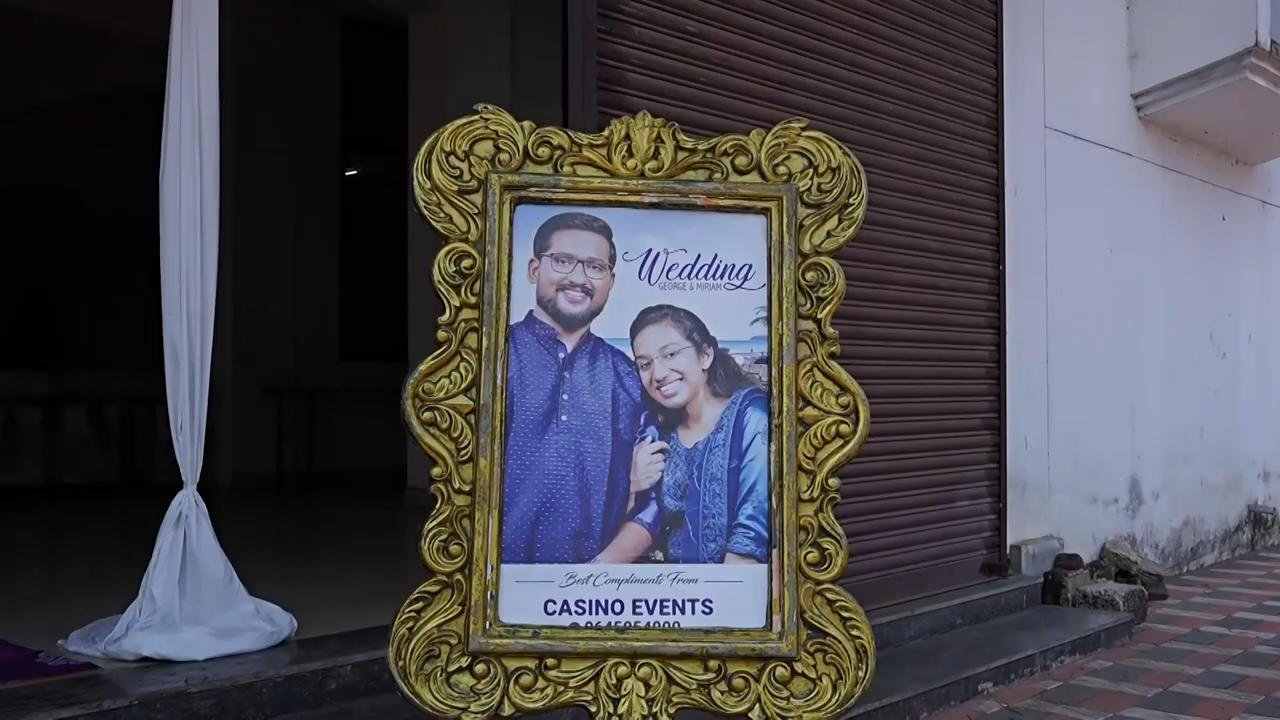 Wedding
GEORGE & MIRIAM
Best Compliments From
CASINO EVENTS